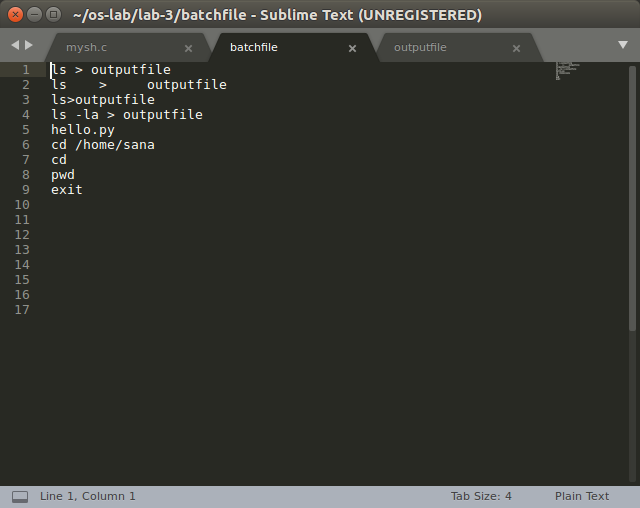 ~/os-lab/lab-3/batchfile - Sublime Text (UNREGISTERED)
mysh.c batchfile outputfile
1 ls > outputfile
2 ls    >     outputfile
3 ls>outputfile
4 ls -la > outputfile
5 hello.py
6 cd /home/sana
7 cd
8 pwd
9 exit
10
11
12
13
14
15
16
17
Line 1, Column 1 Tab Size: 4 Plain Text